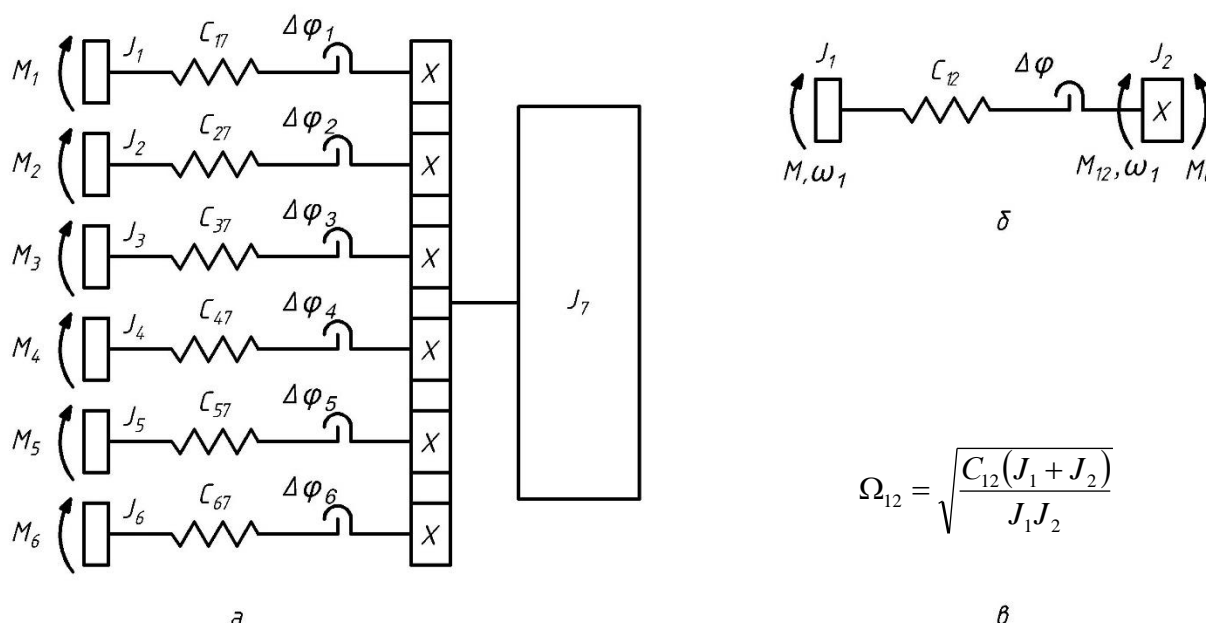 M₁ J₁ C₁₇ Δφ₁ X
M₂ J₂ C₂₇ Δφ₂ X
M₃ J₃ C₃₇ Δφ₃ X
M₄ J₄ C₄₇ Δφ₄ X
M₅ J₅ C₅₇ Δφ₅ X
M₆ J₆ C₆₇ Δφ₆ X
J₇
а
J₁ C₁₂ Δφ J₂
X
M,ω₁ M₁₂,ω₁
б
Ω₁₂ = √(C₁₂(J₁ + J₂) / J₁J₂)
в